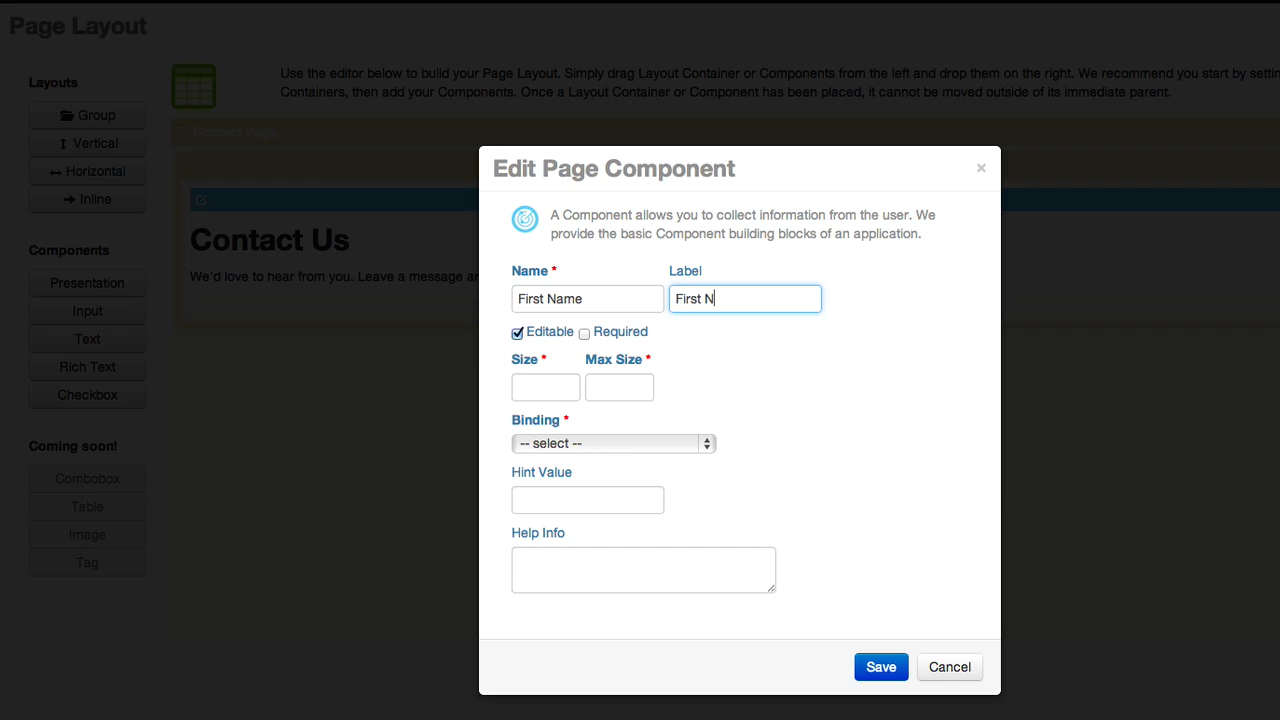 Page Layout
Layouts
Group
Vertical
Horizontal
Inline
Components
Presentation
Input
Text
Rich Text
Checkbox
Coming soon!
Combobox
Table
Image
Tag
Use the editor below to build your Page Layout. Simply drag Layout Container or Components from the left and drop them on the right. We recommend you start by
Containers, then add your Components. Once a Layout Container or Component has been placed, it cannot be moved outside of its immediate parent.
Contact Page
Contact Us
We'd love to hear from you. Leave a message
Edit Page Component
×
A Component allows you to collect information from the user. We
provide the basic Component building blocks of an application.
Name * Label
First Name First N
Editable Required
Size * Max Size *
Binding *
-- select --
Hint Value
Help Info
Save Cancel